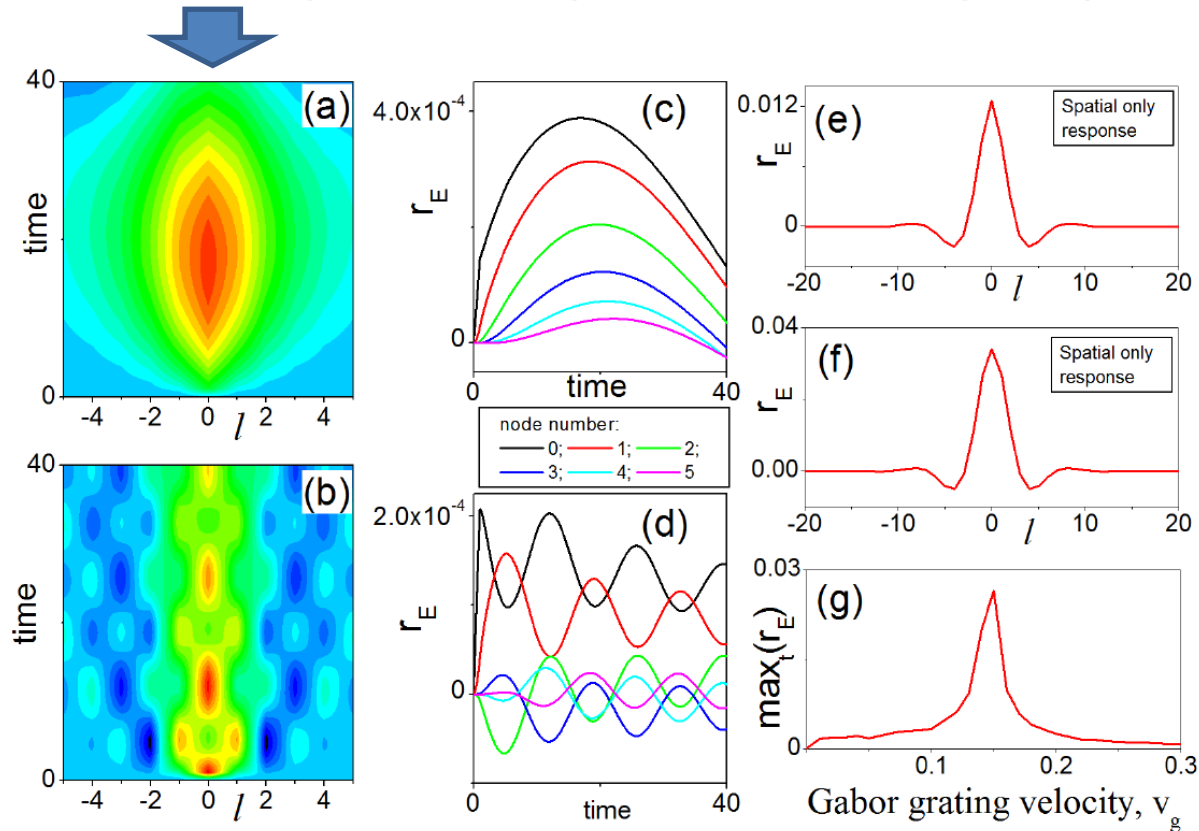 (a)
40
time
0
-4
-2
0
2
4
l
(b)
40
time
0
-4
-2
0
2
4
l
(c)
4.0x10⁻⁴
r_E
0
0
time
40
node number:
0; 1; 2;
3; 4; 5
(d)
2.0x10⁻⁴
r_E
0
0
time
40
(e)
Spatial only
response
0.012
r_E
0
-20
-10
0
10
20
l
(f)
Spatial only
response
0.04
r_E
0.00
-20
-10
0
10
20
l
(g)
0.03
max_t(r_E)
0
0.1
0.2
0.3
Gabor grating velocity, v_g